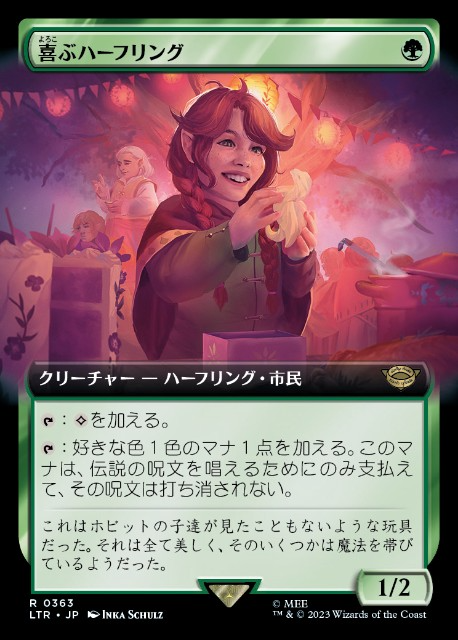 よろこ
喜ぶハーフリング
クリーチャー — ハーフリング・市民
：を加える。
：好きな色１色のマナ１点を加える。このマ
ナは、伝説の呪文を唱えるためにのみ支払え
て、その呪文は打ち消されない。
これはホビットの子達が見たこともないような玩具
だった。それは全て美しく、そのいくつかは魔法を帯び
ているようだった。
1/2
R 0363
LTR • JP Inka Schulz
© MEE
™ & © 2023 Wizards of the Coast